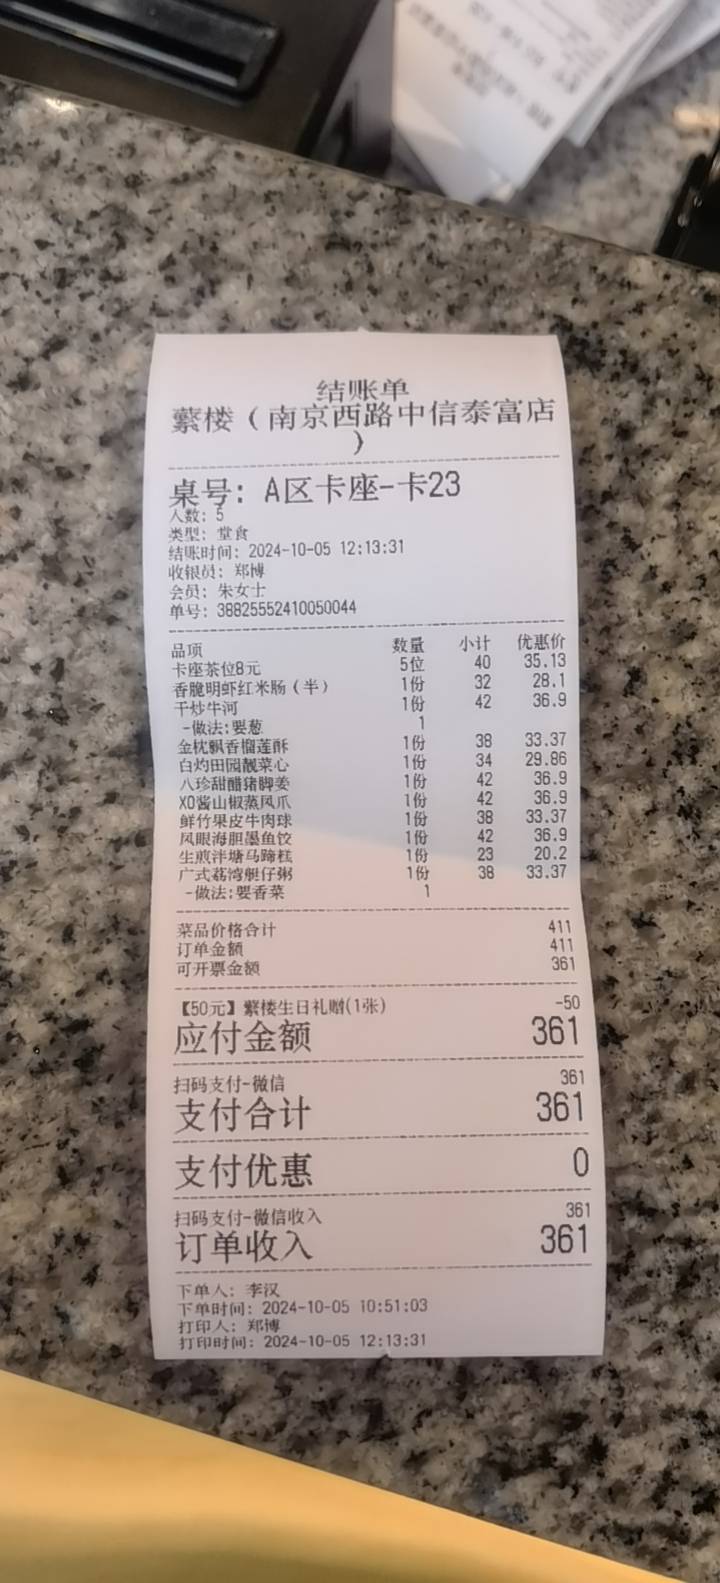 结账单
蘩楼（南京西路中信泰富店
）
桌号: A区卡座-卡23
人数: 5
类型: 堂食
结账时间: 2024-10-05 12:13:31
收银员: 郑博
会员: 朱女士
单号: 38825552410050044
品项 数量 小计 优惠价
卡座茶位8元 5位 40 35.13
香脆明虾红米肠（半） 1份 32 28.1
干炒牛河 1份 42 36.9
-做法:要葱 1
金枕飘香榴莲酥 1份 38 33.37
白灼田园靓菜心 1份 34 29.86
八珍甜醋猪脚姜 1份 42 36.9
XO酱山椒蒸凤爪 1份 42 36.9
鲜竹果皮牛肉球 1份 38 33.37
凤眼海胆墨鱼饺 1份 42 36.9
生煎泮塘马蹄糕 1份 23 20.2
广式荔湾艇仔粥 1份 38 33.37
-做法:要香菜 1
菜品价格合计 411
订单金额 411
可开票金额 361
【50元】蘩楼生日礼赠(1张) -50
应付金额 361
扫码支付-微信 361
支付合计 361
支付优惠 0
扫码支付-微信收入 361
订单收入 361
下单人: 李汉
下单时间: 2024-10-05 10:51:03
打印人: 郑博
打印时间: 2024-10-05 12:13:31